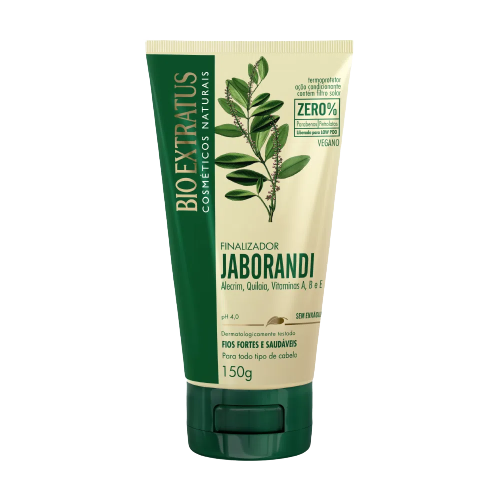 BIO EXTRATUS
COSMÉTICOS NATURAIS
termoprotetor
ação condicionante
contém filtro solar
ZERO%
Parabenos Petrolatos
Liberado para LOW POO
VEGANO
FINALIZADOR
JABORANDI
Alecrim, Quilaia, Vitaminas A, B e E
pH 4,0
SEM ENXÁGUE
Dermatologicamente testado
FIOS FORTES E SAUDÁVEIS
Para todo tipo de cabelo
150g